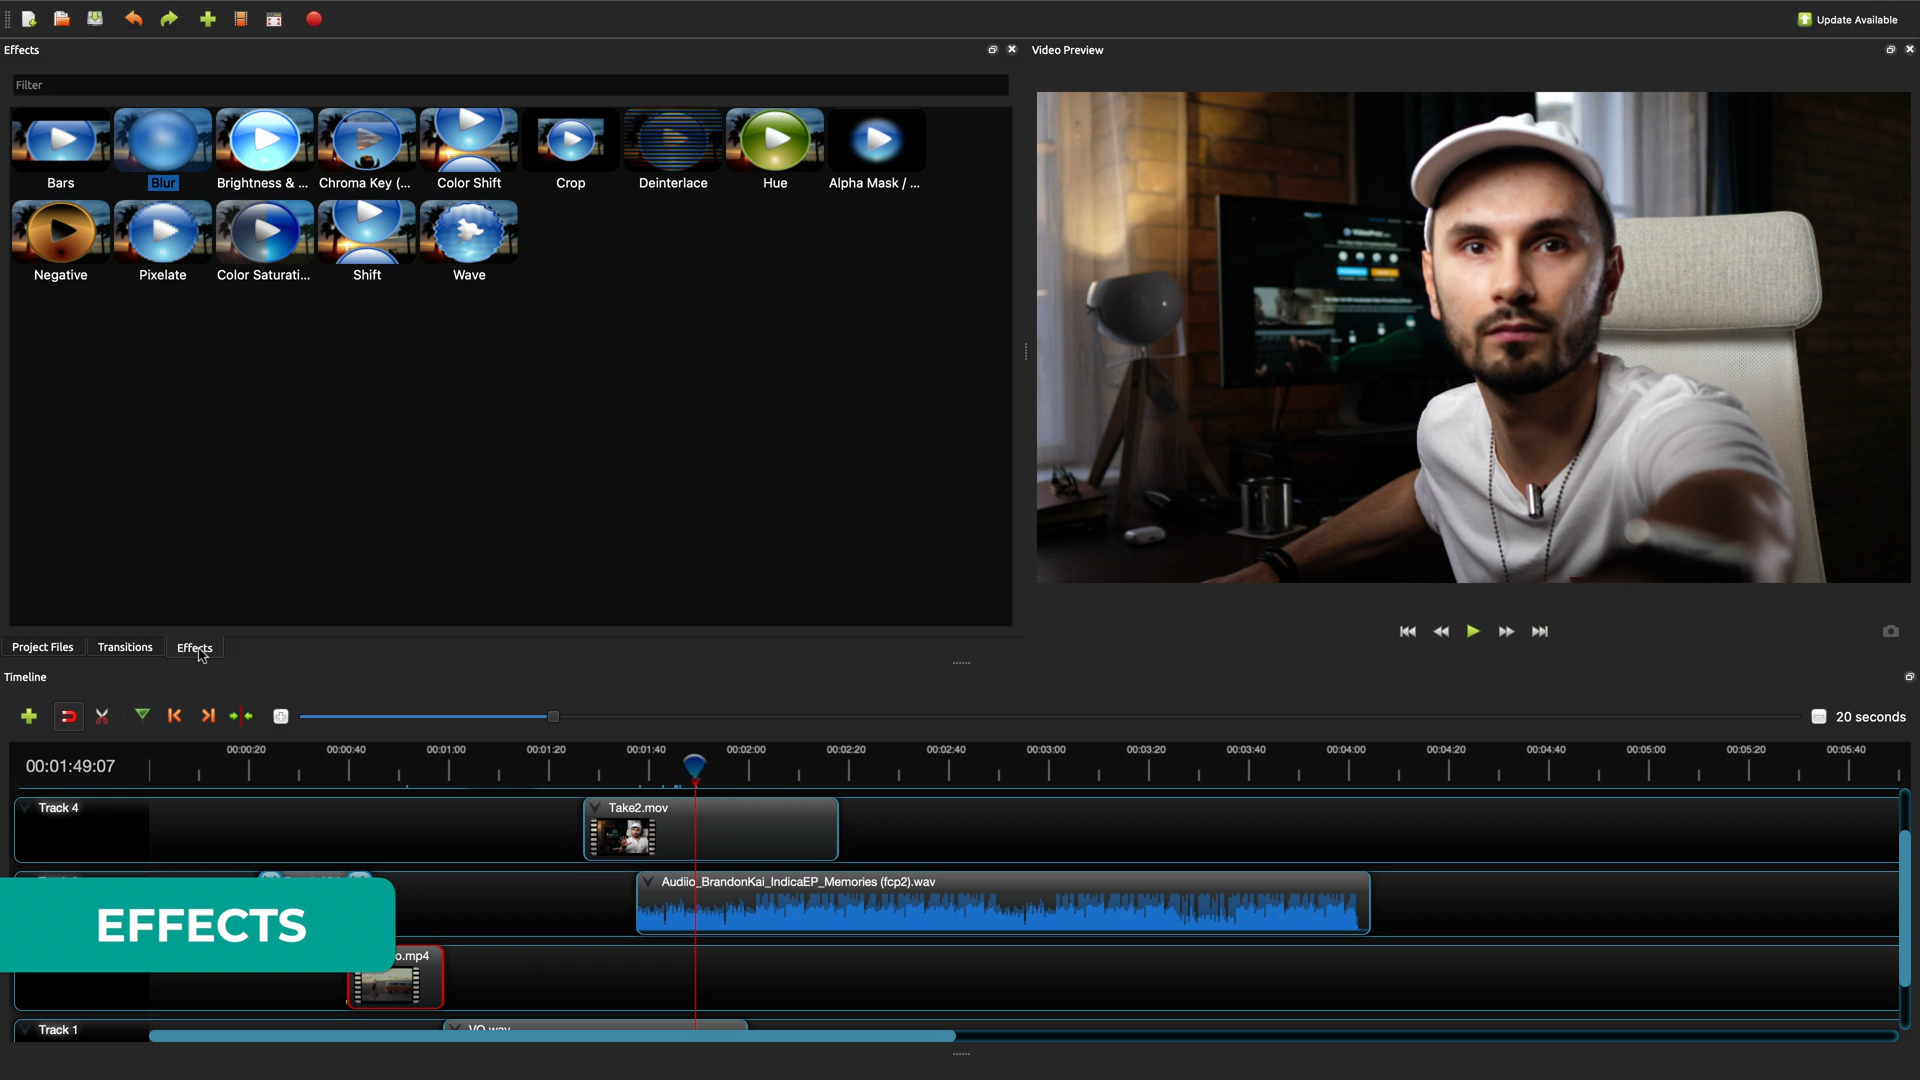 Update Available
Effects
Video Preview
Filter
Bars
Blur
Brightness & ...
Chroma Key (...
Color Shift
Crop
Deinterlace
Hue
Alpha Mask / ...
Negative
Pixelate
Color Saturati...
Shift
Wave
Project Files
Transitions
Effects
Timeline
20 seconds
00:01:49:07
00:00:20
00:00:40
00:01:00
00:01:20
00:01:40
00:02:00
00:02:20
00:02:40
00:03:00
00:03:20
00:03:40
00:04:00
00:04:20
00:04:40
00:05:00
00:05:20
00:05:40
Track 4
Take2.mov
Audiio_BrandonKai_IndicaEP_Memories (fcp2).wav
EFFECTS
o.mp4
Track 1
VO.wav